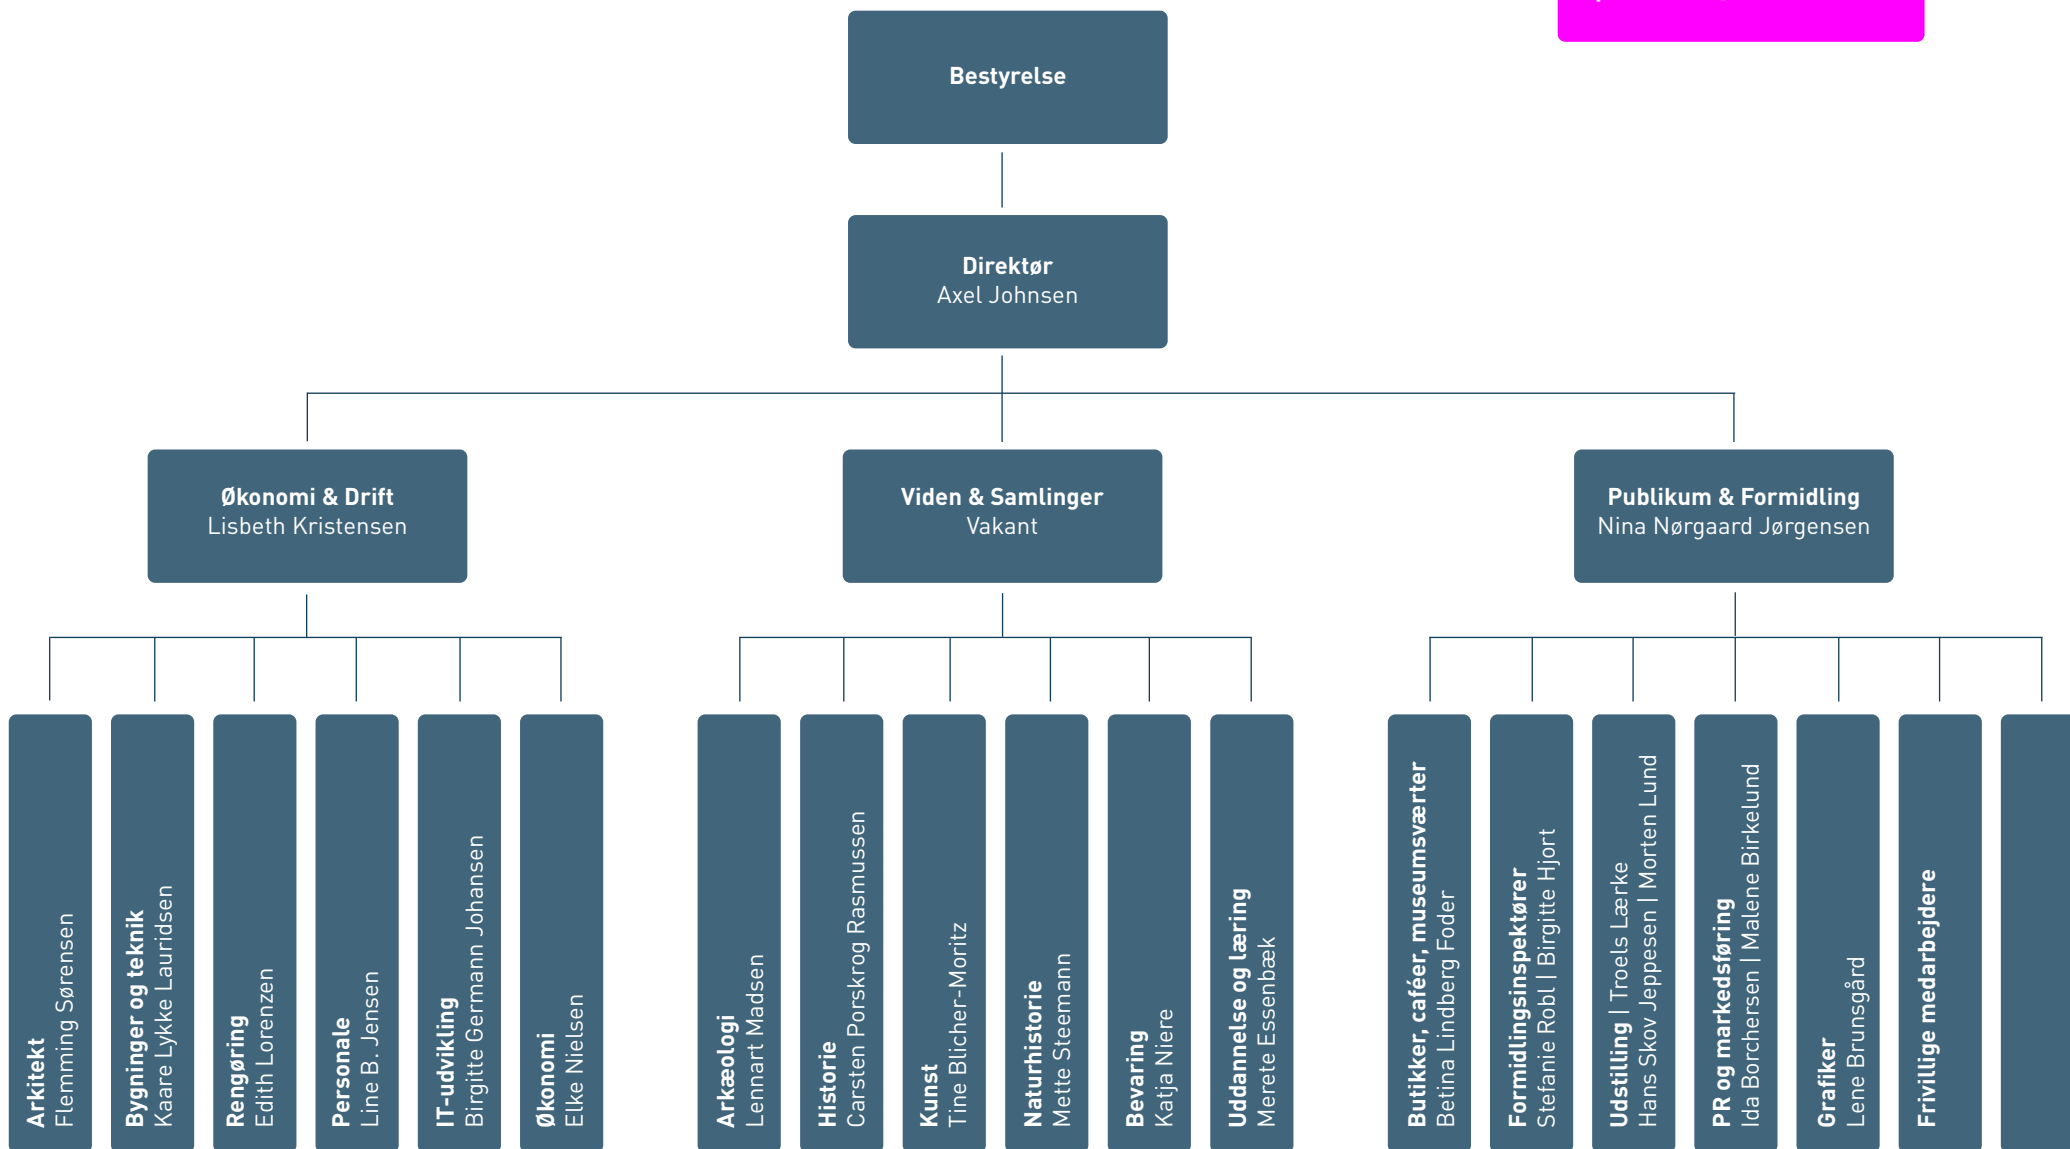 Bestyrelse
Direktør
Axel Johnsen
Økonomi & Drift
Lisbeth Kristensen
Viden & Samlinger
Vakant
Publikum & Formidling
Nina Nørgaard Jørgensen
Arkitekt
Flemming Sørensen
Bygninger og teknik
Kaare Lykke Lauridsen
Rengøring
Edith Lorenzen
Personale
Line B. Jensen
IT-udvikling
Birgitte Germann Johansen
Økonomi
Elke Nielsen
Arkæologi
Lennart Madsen
Historie
Carsten Porskrog Rasmussen
Kunst
Tine Blicher-Moritz
Naturhistorie
Mette Steemann
Bevaring
Katja Niere
Uddannelse og læring
Merete Essenbæk
Butikker, caféer, museumsværter
Betina Lindberg Foder
Formidlingsinspektører
Stefanie Robl | Birgitte Hjort
Udstilling | Troels Lærke
Hans Skov Jeppesen | Morten Lund
PR og markedsføring
Ida Borchersen | Malene Birkelund
Grafiker
Lene Brunsgård
Frivillige medarbejdere